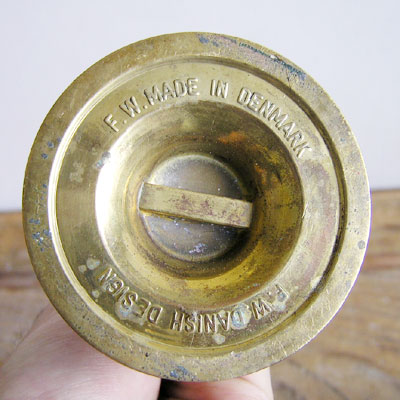 F.W. MADE IN DENMARK
F.W. DANISH DESIGN